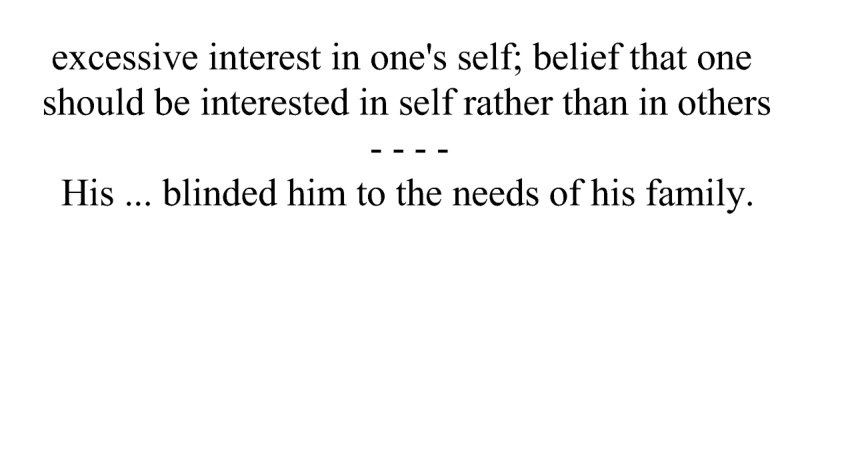 excessive interest in one's self; belief that one
should be interested in self rather than in others
- - - -
His ... blinded him to the needs of his family.